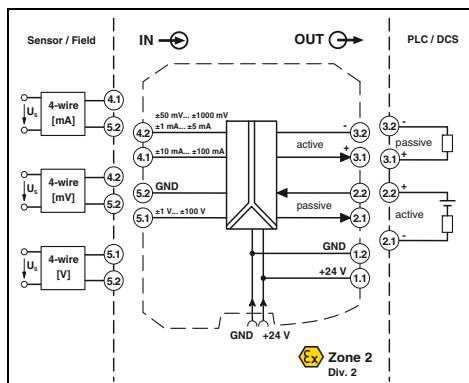 Sensor / Field
IN
OUT
PLC / DCS
Us
4-wire
[mA]
4.1
5.2
Us
4-wire
[mV]
4.2
5.2
Us
4-wire
[V]
5.1
5.2
±50 mV... ±1000 mV
±1 mA... ±5 mA
4.2
±10 mA... ±100 mA
4.1
GND
5.2
±1 V... ±100 V
5.1
-
3.2
active
+
3.1
2.2
passive
2.1
GND
1.2
+24 V
1.1
GND
+24 V
3.2
-
passive
3.1
+
2.2
+
active
2.1
-
Ex
Zone 2
Div. 2